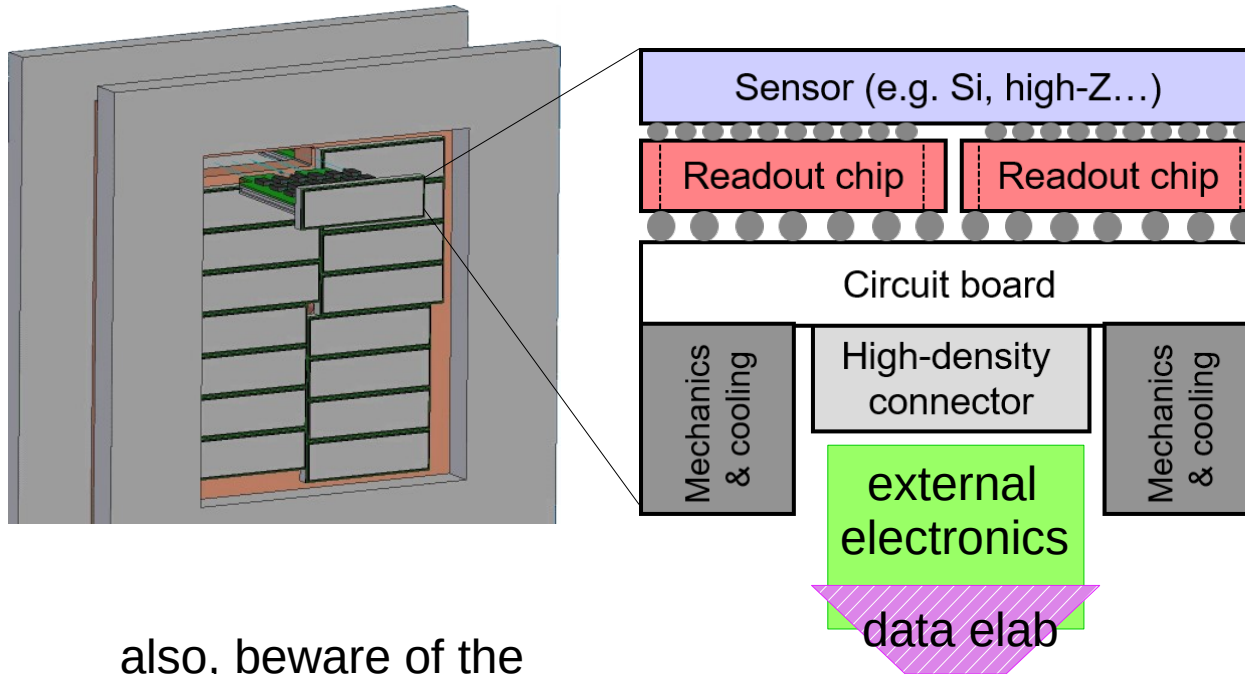 Sensor (e.g. Si, high-Z…)
Readout chip
Readout chip
Circuit board
Mechanics
& cooling
High-density
connector
Mechanics
& cooling
external
electronics
data elab
also, beware of the